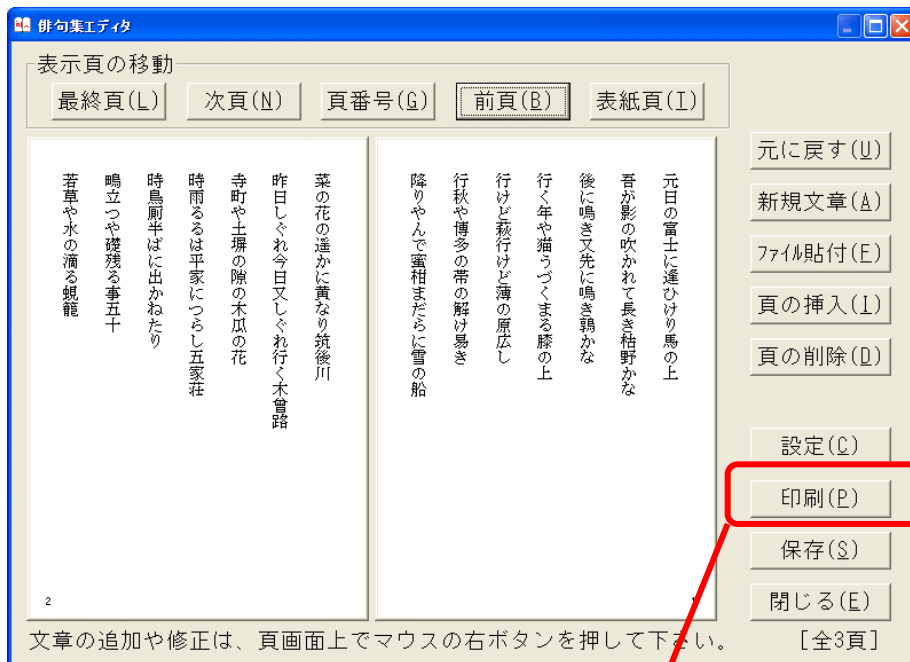 俳句集エディタ
表示頁の移動
最終頁(L)
次頁(N)
頁番号(G)
前頁(B)
表紙頁(I)
元日の富士に逢ひけり馬の上
吾が影の吹かれて長き枯野かな
後に鳴き又先に鳴き鶉かな
行く年や猫うづくまる膝の上
行けど萩行けど薄の原広し
行秋や博多の帯の解け易き
降りやんで蜜柑まだらに雪の船
1
菜の花の遥かに黄なり筑後川
昨日しぐれ今日又しぐれ行く木曾路
寺町や土塀の隙の木瓜の花
時雨るるは平家につらし五家荘
時鳥厠半ばに出かねたり
鴫立つや礎残る事五十
若草や水の滴る蜆籠
2
元に戻す(U)
新規文章(A)
ファイル貼付(F)
頁の挿入(I)
頁の削除(D)
設定(C)
印刷(P)
保存(S)
閉じる(E)
文章の追加や修正は、頁画面上でマウスの右ボタンを押して下さい。
[全3頁]